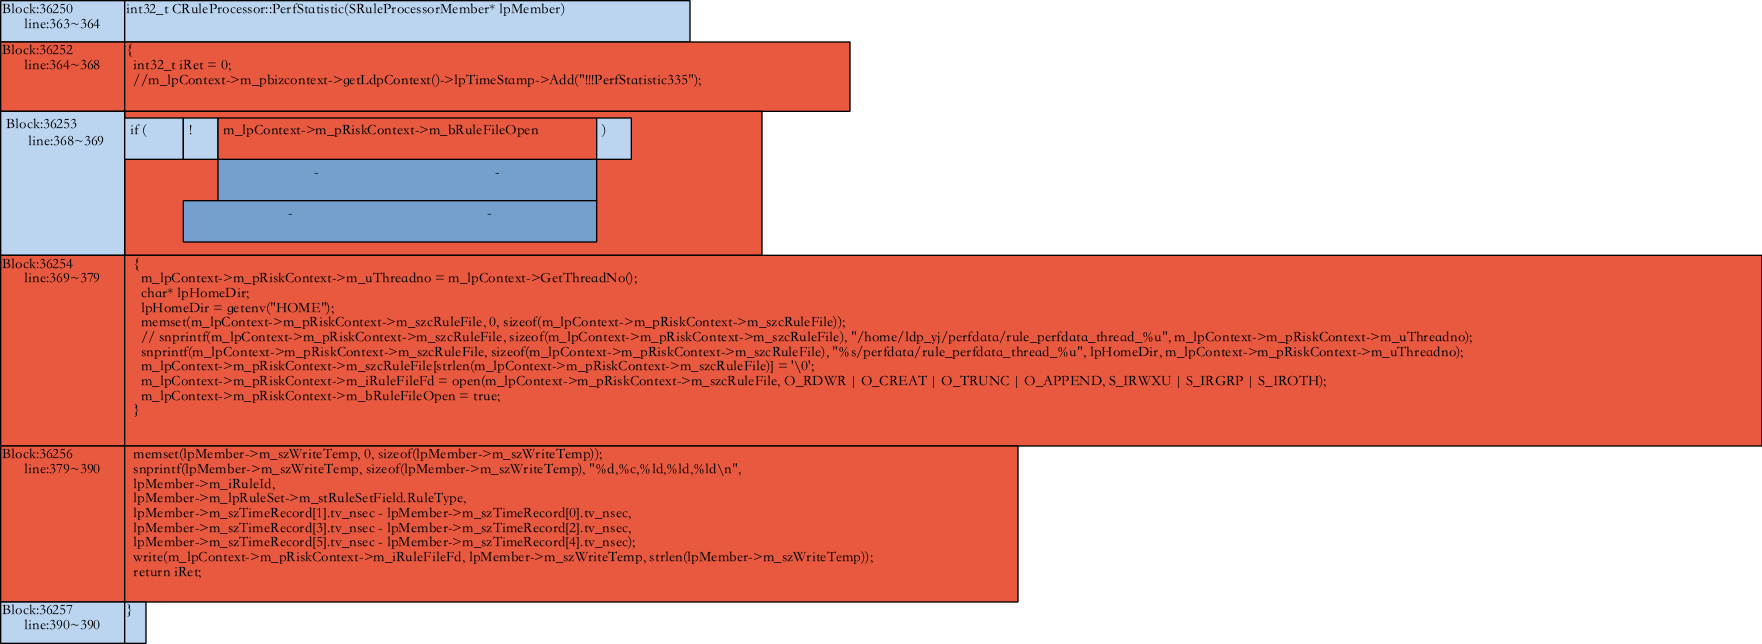 Block:36250
line:363~364
int32_t CRuleProcessor::PerfStatistic(SRuleProcessorMember* lpMember)
Block:36252
line:364~368
{
int32_t iRet = 0;
//m_lpContext->m_pbizcontext->getLdpContext()->lpTimeStamp->Add("!!!PerfStatistic335");
Block:36253
line:368~369
if ( ! m_lpContext->m_pRiskContext->m_bRuleFileOpen )
- -
- -
Block:36254
line:369~379
{
m_lpContext->m_pRiskContext->m_uThreadno = m_lpContext->GetThreadNo();
char* lpHomeDir;
lpHomeDir = getenv("HOME");
memset(m_lpContext->m_pRiskContext->m_szcRuleFile, 0, sizeof(m_lpContext->m_pRiskContext->m_szcRuleFile));
// snprintf(m_lpContext->m_pRiskContext->m_szcRuleFile, sizeof(m_lpContext->m_pRiskContext->m_szcRuleFile), "/home/ldp_yj/perfdata/rule_perfdata_thread_%u", m_lpContext->m_pRiskContext->m_uThreadno);
snprintf(m_lpContext->m_pRiskContext->m_szcRuleFile, sizeof(m_lpContext->m_pRiskContext->m_szcRuleFile), "%s/perfdata/rule_perfdata_thread_%u", lpHomeDir, m_lpContext->m_pRiskContext->m_uThreadno);
m_lpContext->m_pRiskContext->m_szcRuleFile[strlen(m_lpContext->m_pRiskContext->m_szcRuleFile)] = '\0';
m_lpContext->m_pRiskContext->m_iRuleFileFd = open(m_lpContext->m_pRiskContext->m_szcRuleFile, O_RDWR | O_CREAT | O_TRUNC | O_APPEND, S_IRWXU | S_IRGRP | S_IROTH);
m_lpContext->m_pRiskContext->m_bRuleFileOpen = true;
}
Block:36256
line:379~390
memset(lpMember->m_szWriteTemp, 0, sizeof(lpMember->m_szWriteTemp));
snprintf(lpMember->m_szWriteTemp, sizeof(lpMember->m_szWriteTemp), "%d,%c,%ld,%ld,%ld\n",
lpMember->m_iRuleId,
lpMember->m_lpRuleSet->m_stRuleSetField.RuleType,
lpMember->m_szTimeRecord[1].tv_nsec - lpMember->m_szTimeRecord[0].tv_nsec,
lpMember->m_szTimeRecord[3].tv_nsec - lpMember->m_szTimeRecord[2].tv_nsec,
lpMember->m_szTimeRecord[5].tv_nsec - lpMember->m_szTimeRecord[4].tv_nsec);
write(m_lpContext->m_pRiskContext->m_iRuleFileFd, lpMember->m_szWriteTemp, strlen(lpMember->m_szWriteTemp));
return iRet;
Block:36257
line:390~390
}